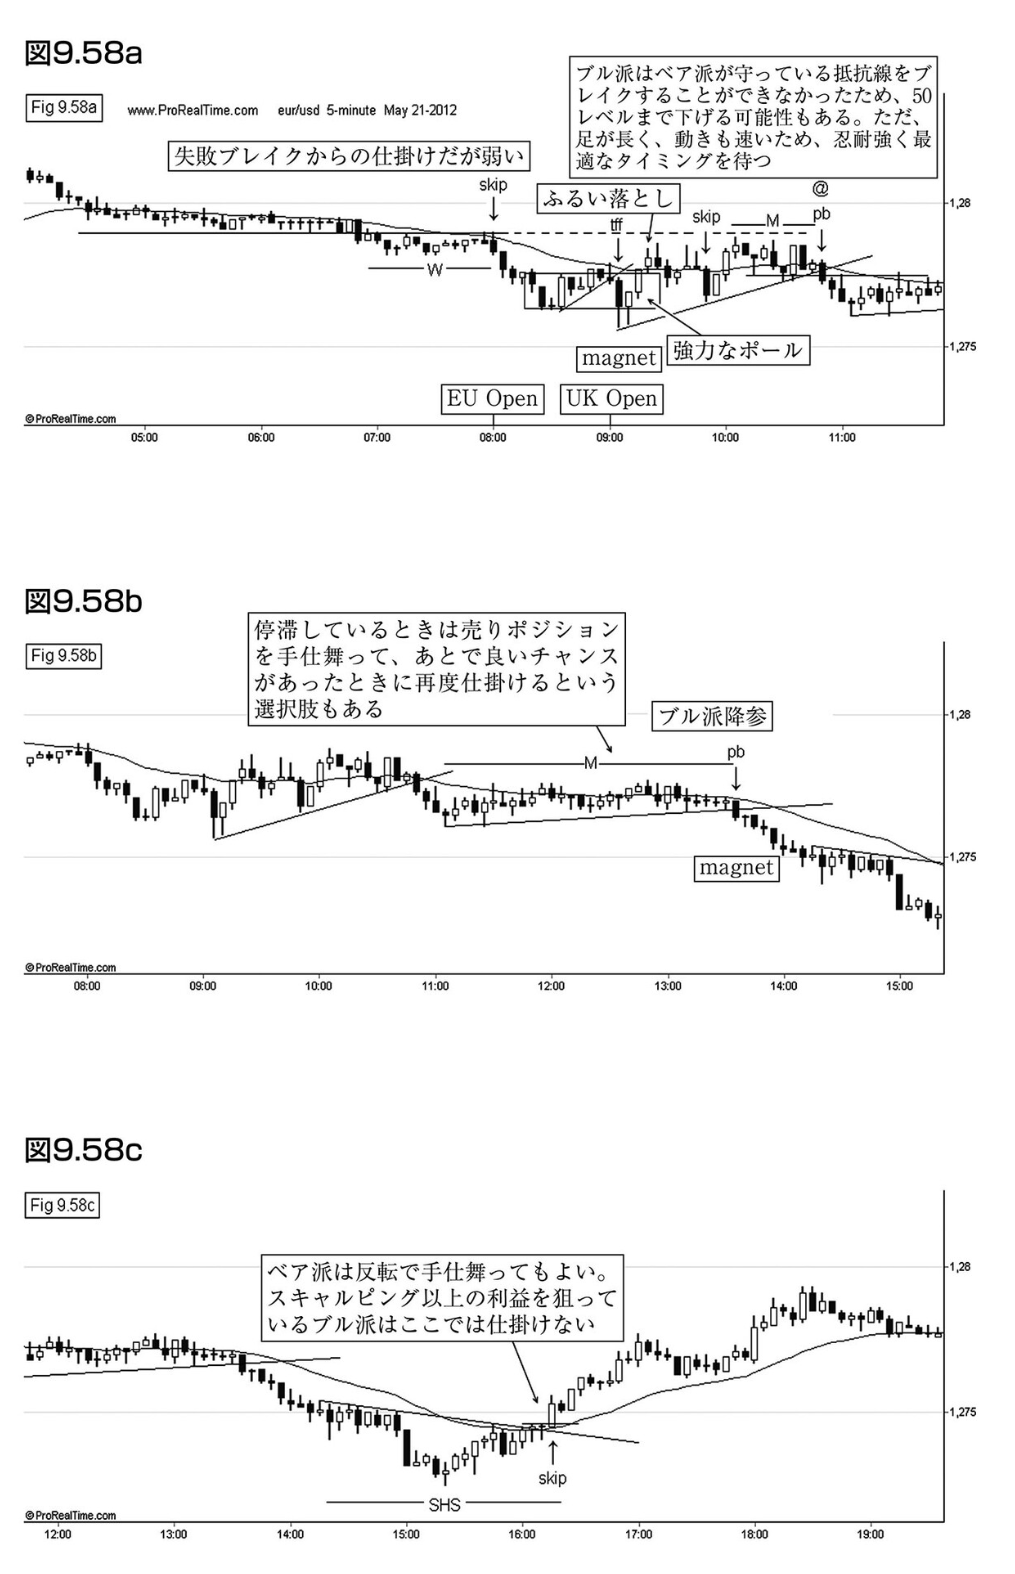 図9.58a
Fig 9.58a
www.ProRealTime.com eur/usd 5-minute May 21-2012
ブル派はベア派が守っている抵抗線をブ
レイクすることができなかったため、50
レベルまで下げる可能性もある。ただ、
足が長く、動きも速いため、忍耐強く最
適なタイミングを待つ
失敗ブレイクからの仕掛けだが弱い
skip
ふるい落とし
tff
skip
M
@
pb
1,28
W
magnet
強力なポール
1,275
EU Open
UK Open
©ProRealTime.com
05:00 06:00 07:00 08:00 09:00 10:00 11:00
図9.58b
Fig 9.58b
停滞しているときは売りポジション
を手仕舞って、あとで良いチャンス
があったときに再度仕掛けるという
選択肢もある
ブル派降参
1,28
M
pb
magnet
1,275
©ProRealTime.com
08:00 09:00 10:00 11:00 12:00 13:00 14:00 15:00
図9.58c
Fig 9.58c
ベア派は反転で手仕舞ってもよい。
スキャルピング以上の利益を狙って
いるブル派はここでは仕掛けない
1,28
1,275
skip
SHS
©ProRealTime.com
12:00 13:00 14:00 15:00 16:00 17:00 18:00 19:00